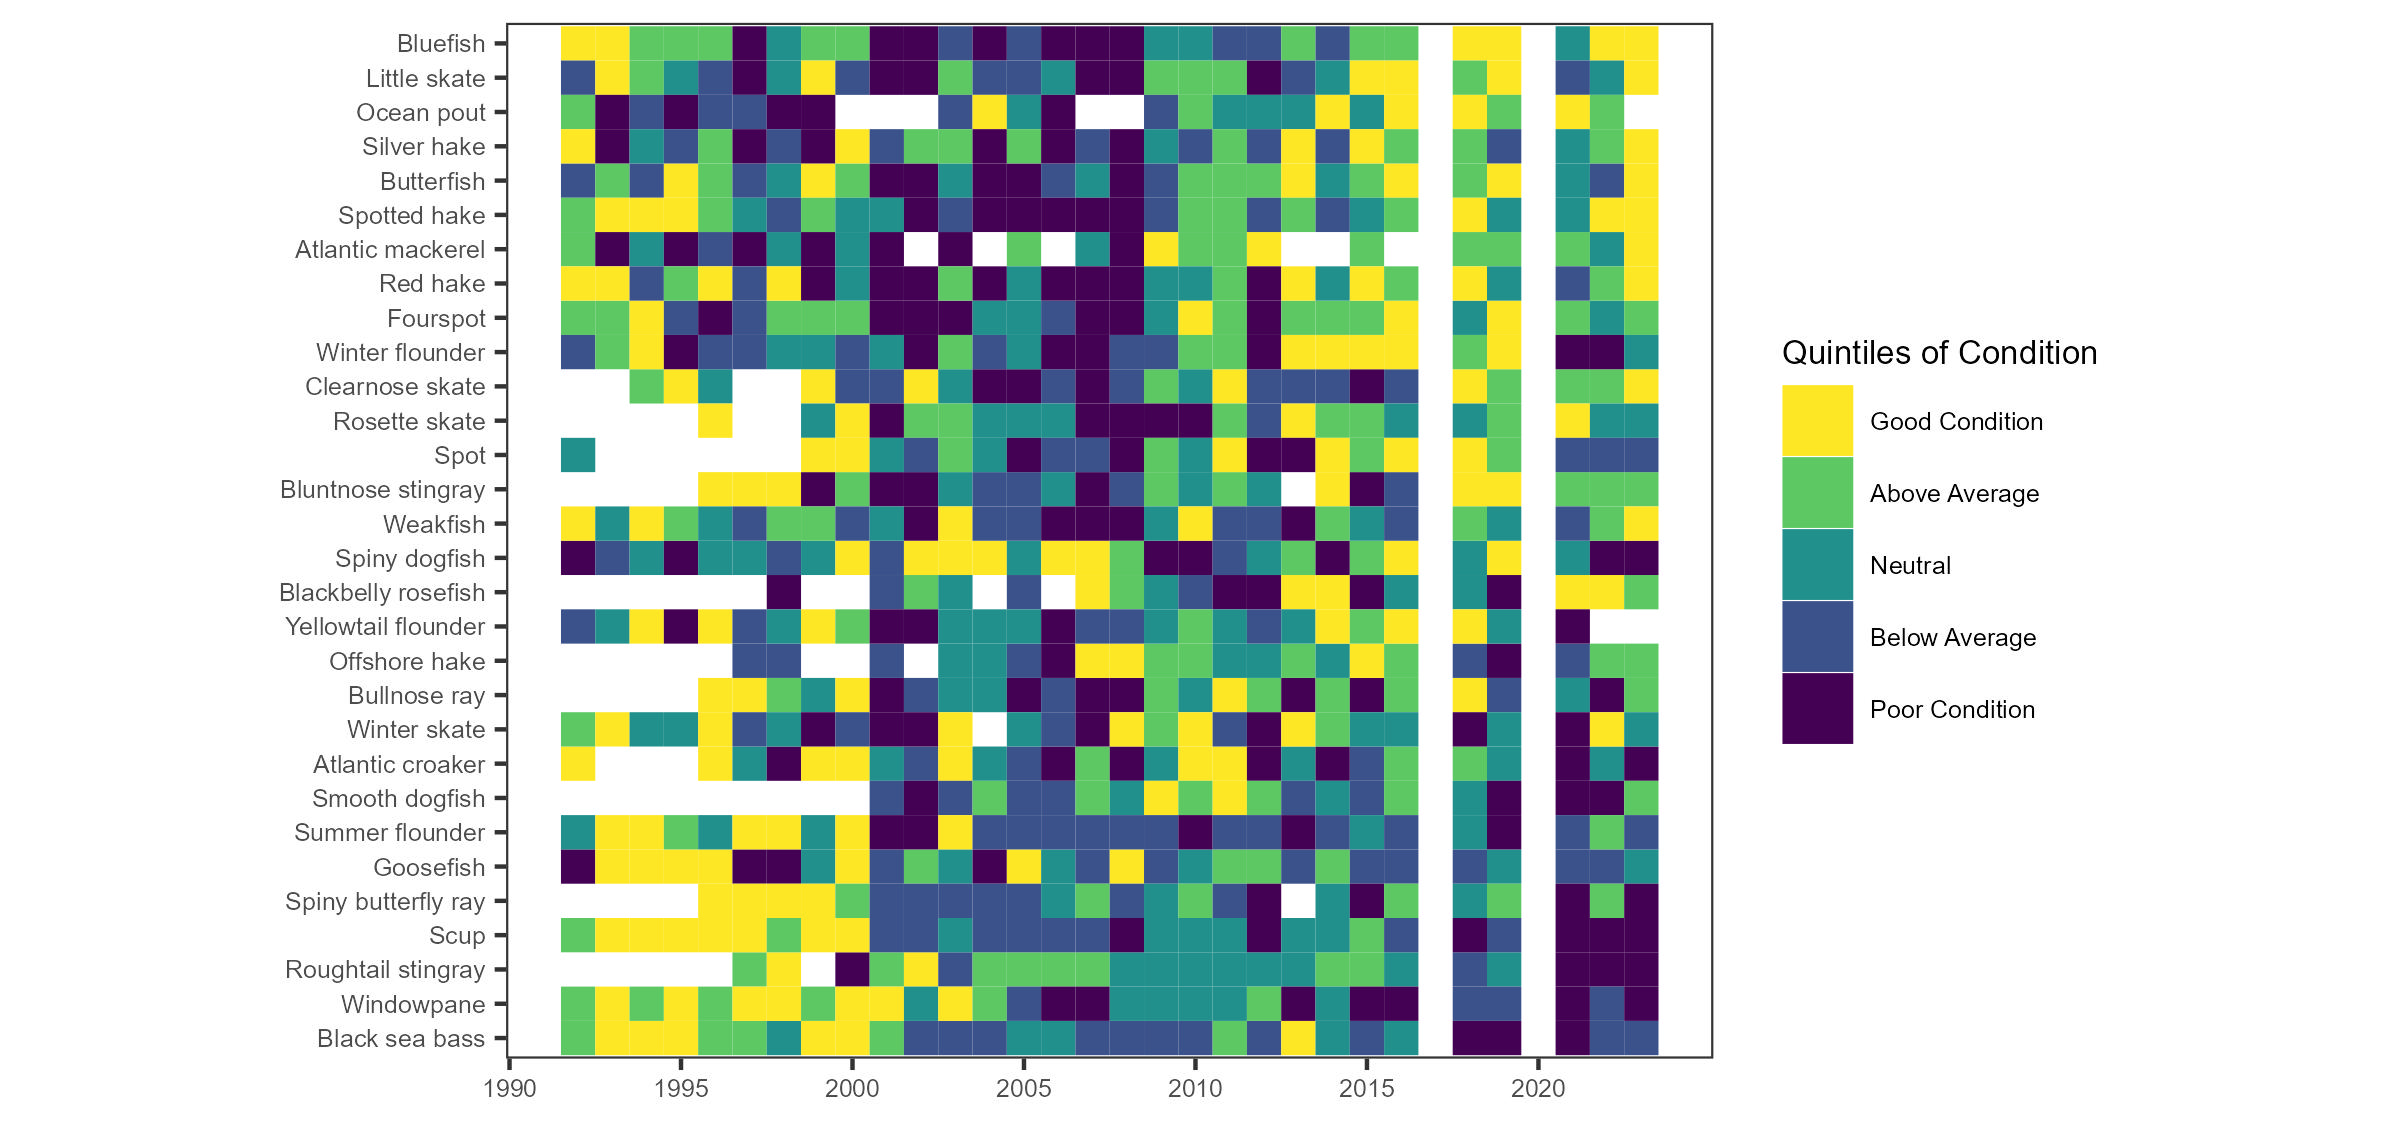 Bluefish
Little skate
Ocean pout
Silver hake
Butterfish
Spotted hake
Atlantic mackerel
Red hake
Fourspot
Winter flounder
Clearnose skate
Rosette skate
Spot
Bluntnose stingray
Weakfish
Spiny dogfish
Blackbelly rosefish
Yellowtail flounder
Offshore hake
Bullnose ray
Winter skate
Atlantic croaker
Smooth dogfish
Summer flounder
Goosefish
Spiny butterfly ray
Scup
Roughtail stingray
Windowpane
Black sea bass
1990 1995 2000 2005 2010 2015 2020
Quintiles of Condition
Good Condition
Above Average
Neutral
Below Average
Poor Condition